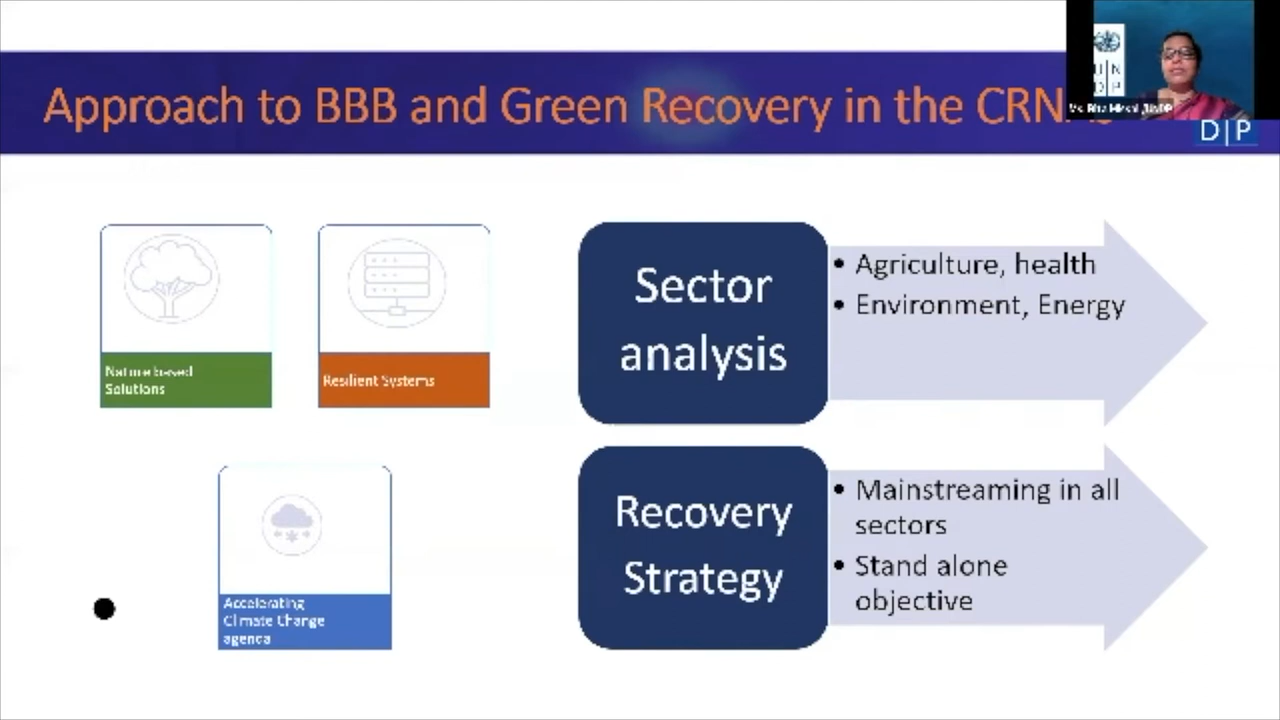 Approach to BBB and Green Recovery in the CRNAs
U|N
D|P
D|P
Nature based
Solutions
Resilient Systems
Accelerating
Climate Change
agenda
Sector
analysis
• Agriculture, health
• Environment, Energy
Recovery
Strategy
• Mainstreaming in all
sectors
• Stand alone
objective